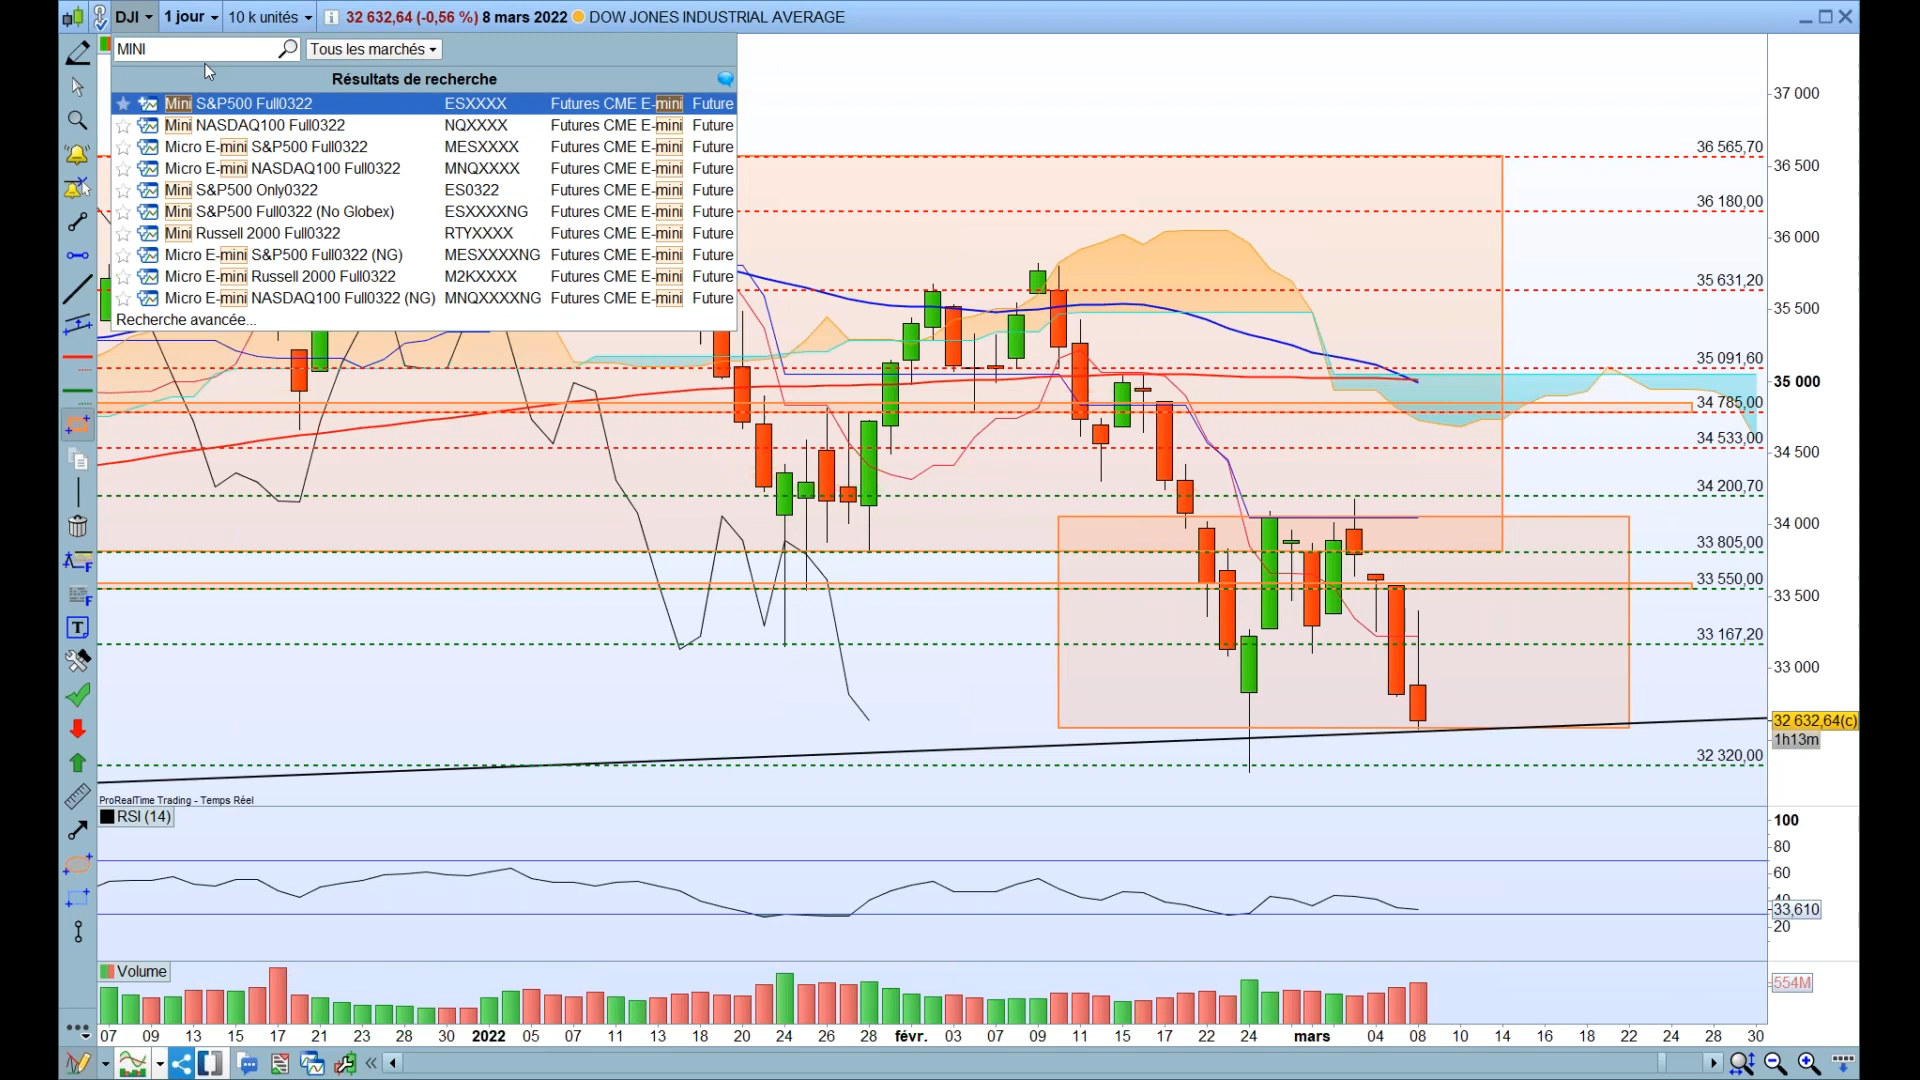 DJI 1 jour 10 k unités 32 632,64 (-0,56 %) 8 mars 2022 DOW JONES INDUSTRIAL AVERAGE
MINI Tous les marchés
Résultats de recherche
Mini S&P500 Full0322 ESXXXX Futures CME E-mini Future
Mini NASDAQ100 Full0322 NQXXXX Futures CME E-mini Future
Micro E-mini S&P500 Full0322 MESXXXX Futures CME E-mini Future
Micro E-mini NASDAQ100 Full0322 MNQXXXX Futures CME E-mini Future
Mini S&P500 Only0322 ES0322 Futures CME E-mini Future
Mini S&P500 Full0322 (No Globex) ESXXXXNG Futures CME E-mini Future
Mini Russell 2000 Full0322 RTYXXXX Futures CME E-mini Future
Micro E-mini S&P500 Full0322 (NG) MESXXXXNG Futures CME E-mini Future
Micro E-mini Russell 2000 Full0322 M2KXXXX Futures CME E-mini Future
Micro E-mini NASDAQ100 Full0322 (NG) MNQXXXXNG Futures CME E-mini Future
Recherche avancée...
37 000
36 565,70
36 500
36 180,00
36 000
35 631,20
35 500
35 091,60
35 000
34 785,00
34 533,00
34 500
34 200,70
34 000
33 805,00
33 550,00
33 500
33 167,20
33 000
32 632,64(c)
1h13m
32 320,00
ProRealTime Trading - Temps Réel
RSI (14)
100
80
60
40
33,610
20
Volume
554M
07 09 13 15 17 21 23 28 30 2022 05 07 11 13 18 20 24 26 28 févr. 03 07 09 11 15 17 22 24 mars 04 08 10 14 16 18 22 24 28 30